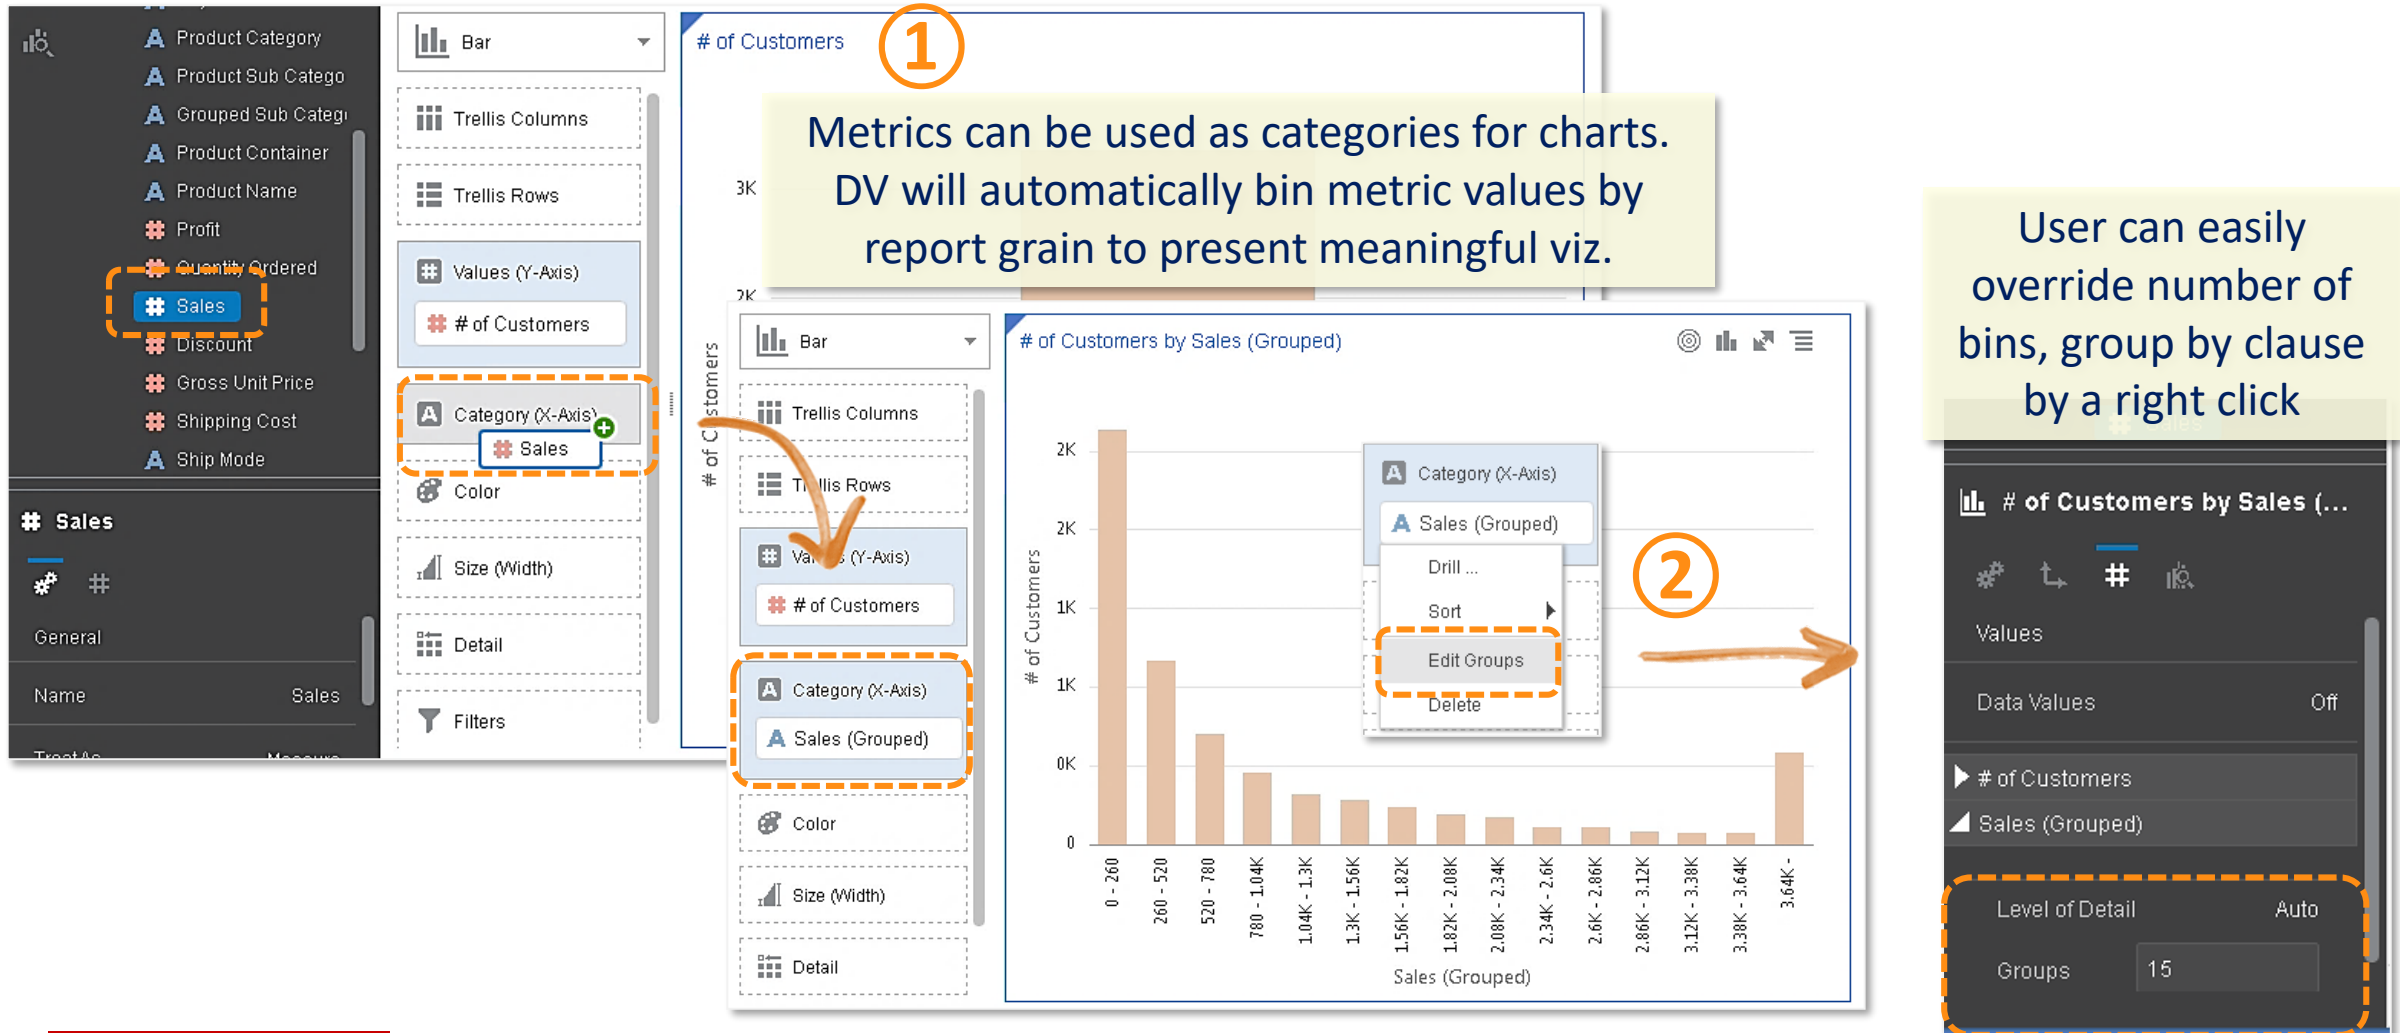 Product Category
Product Sub Catego
Grouped Sub Catego
Product Container
Product Name
Profit
Quantity Ordered
Sales
Discount
Gross Unit Price
Shipping Cost
Ship Mode
Sales
General
Name Sales
Treat As Measure
Bar
Trellis Columns
Trellis Rows
Values (Y-Axis)
# of Customers
Category (X-Axis)
Sales
Color
Size (Width)
Detail
Filters
# of Customers
1
3K
2K
# of Customers
Metrics can be used as categories for charts.
DV will automatically bin metric values by
report grain to present meaningful viz.
Bar
Trellis Columns
Trellis Rows
Values (Y-Axis)
# of Customers
Category (X-Axis)
Sales (Grouped)
Color
Size (Width)
Detail
# of Customers by Sales (Grouped)
# of Customers
2K
2K
1K
1K
0K
0
0 - 260
260 - 520
520 - 780
780 - 1.04K
1.04K - 1.3K
1.3K - 1.56K
1.56K - 1.82K
1.82K - 2.08K
2.08K - 2.34K
2.34K - 2.6K
2.6K - 2.86K
2.86K - 3.12K
3.12K - 3.38K
3.38K - 3.64K
3.64K -
Sales (Grouped)
Category (X-Axis)
Sales (Grouped)
Drill ...
Sort
Edit Groups
Delete
2
User can easily
override number of
bins, group by clause
by a right click
Sales
# of Customers by Sales (...
Values
Data Values Off
# of Customers
Sales (Grouped)
Level of Detail Auto
Groups 15